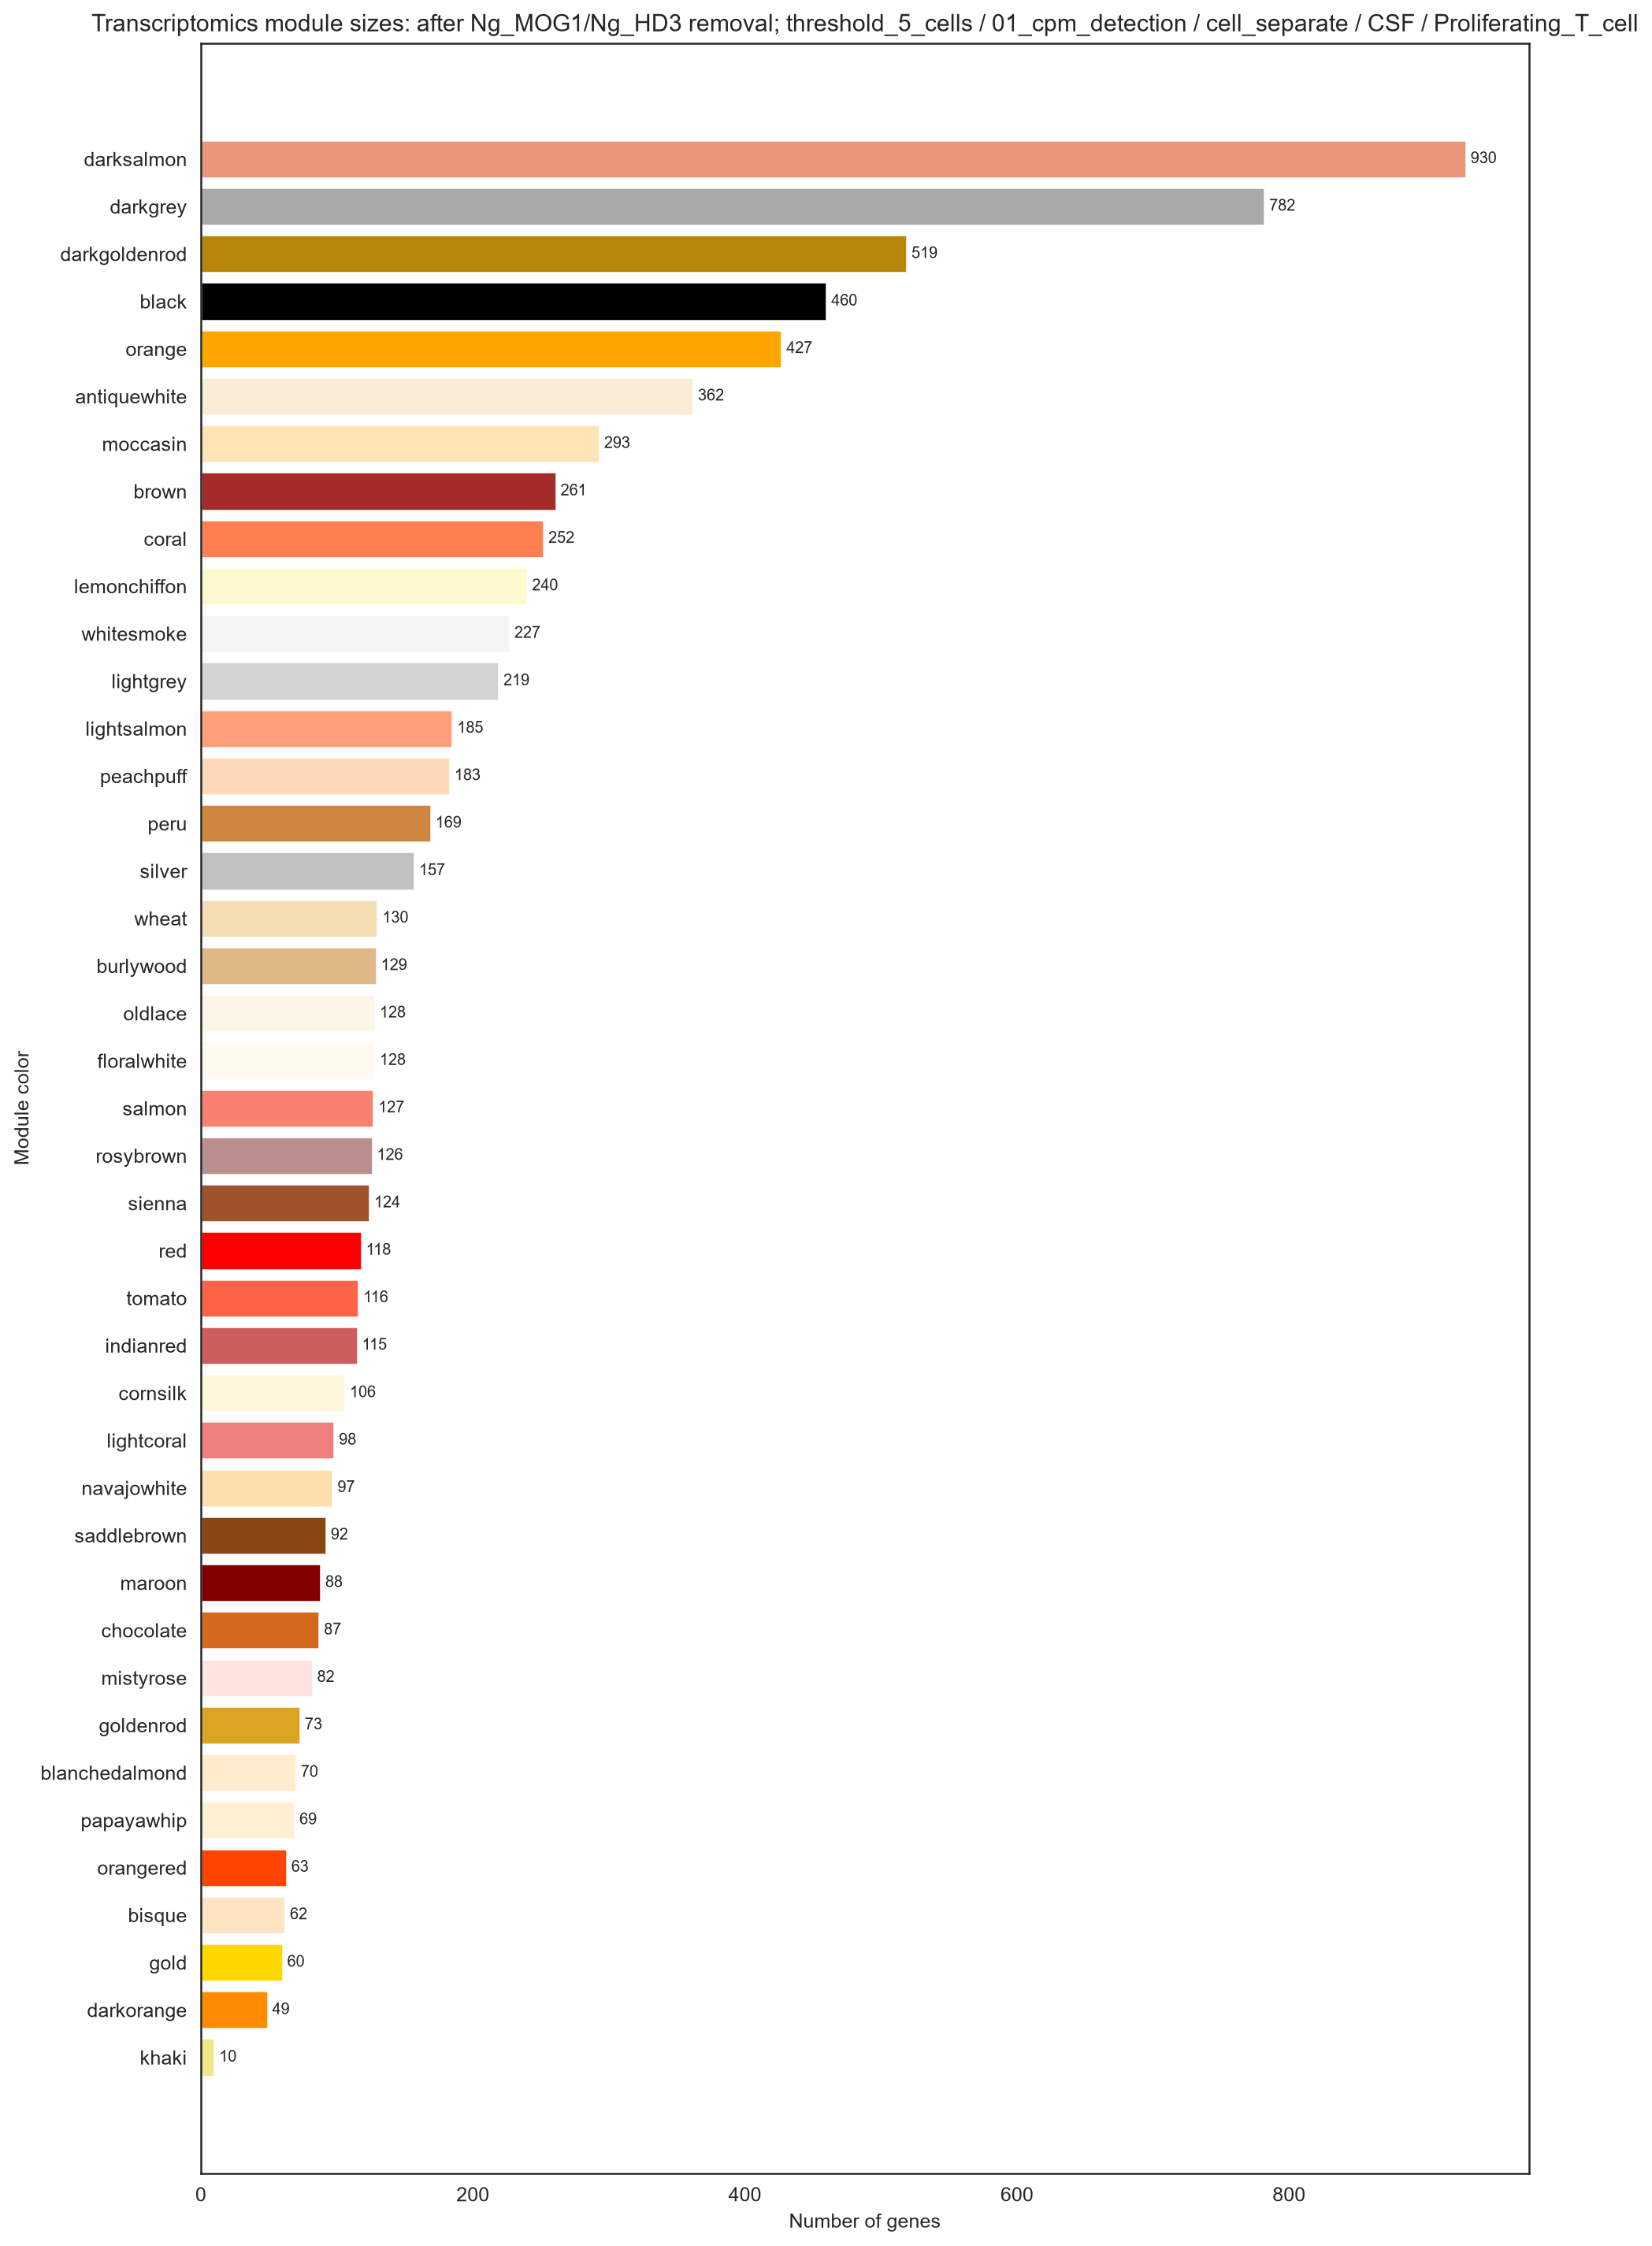 Transcriptomics module sizes: after Ng_MOG1/Ng_HD3 removal; threshold_5_cells / 01_cpm_detection / cell_separate / CSF / Proliferating_T_cell
darksalmon 930
darkgrey 782
darkgoldenrod 519
black 460
orange 427
antiquewhite 362
moccasin 293
brown 261
coral 252
lemonchiffon 240
whitesmoke 227
lightgrey 219
lightsalmon 185
peachpuff 183
peru 169
silver 157
wheat 130
burlywood 129
oldlace 128
floralwhite 128
salmon 127
rosybrown 126
sienna 124
red 118
tomato 116
indianred 115
cornsilk 106
lightcoral 98
navajowhite 97
saddlebrown 92
maroon 88
chocolate 87
mistyrose 82
goldenrod 73
blanchedalmond 70
papayawhip 69
orangered 63
bisque 62
gold 60
darkorange 49
khaki 10
Module color
0 200 400 600 800
Number of genes